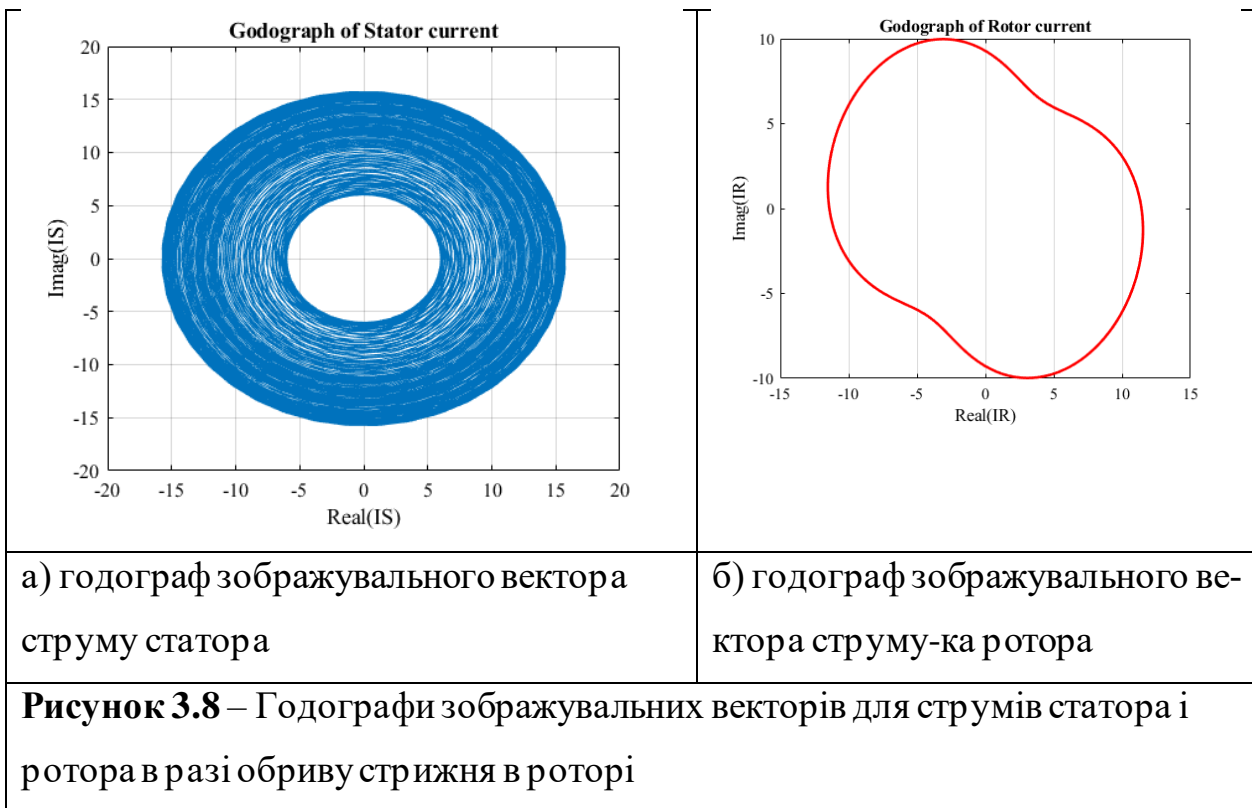 Godograph of Stator current
20
15
10
5
0
-5
-10
-15
-20
-20 -15 -10 -5 0 5 10 15 20
Imag(IS)
Real(IS)
Godograph of Rotor current
10
5
0
-5
-10
-15 -10 -5 0 5 10 15
Imag(IR)
Real(IR)
а) годограф зображувального вектора
струму статора
б) годограф зображувального ве-
ктора струму-ка ротора
Рисунок 3.8 – Годографи зображувальних векторів для струмів статора і
ротора в разі обриву стрижня в роторі